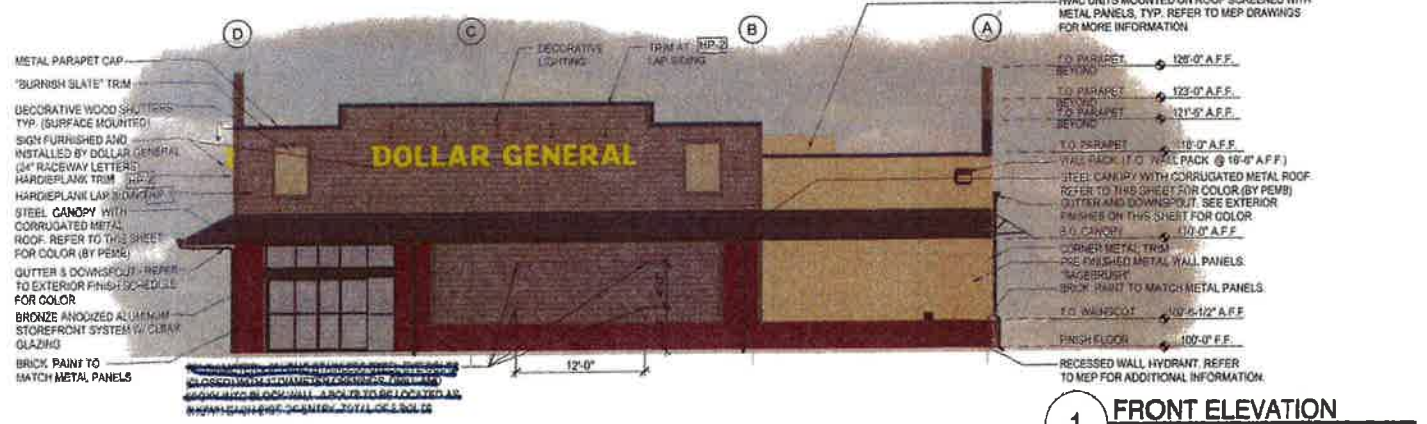 HVAC UNITS MOUNTED ON ROOF SCREENED WITH
METAL PANELS, TYP. REFER TO MEP DRAWINGS
FOR MORE INFORMATION
D
C
B
A
METAL PARAPET CAP
"BURNISH SLATE" TRIM
DECORATIVE WOOD SHUTTERS
TYP. (SURFACE MOUNTED)
SIGN FURNISHED AND
INSTALLED BY DOLLAR GENERAL
(24" RACEWAY LETTERS
HARDIEPLANK TRIM HP-2
HARDIEPLANK LAP SIDING
STEEL CANOPY WITH
CORRUGATED METAL
ROOF. REFER TO THIS SHEET
FOR COLOR (BY PEMB)
GUTTER & DOWNSPOUT - REFER
TO EXTERIOR FINISH SCHEDULE
FOR COLOR
BRONZE ANODIZED ALUMINUM
STOREFRONT SYSTEM W/ CLEAR
GLAZING
BRICK, PAINT TO
MATCH METAL PANELS
DECORATIVE
LIGHTING
TRIM AT HP-2
LAP SIDING
DOLLAR GENERAL
T.O. PARAPET
BEYOND
126'-0" A.F.F.
T.O. PARAPET
BEYOND
123'-0" A.F.F.
T.O. PARAPET
BEYOND
121'-6" A.F.F.
T.O. PARAPET
118'-0" A.F.F.
WALL PACK (T.O. WALL PACK @ 16'-6" A.F.F.)
STEEL CANOPY WITH CORRUGATED METAL ROOF.
REFER TO THIS SHEET FOR COLOR (BY PEMB)
GUTTER AND DOWNSPOUT. SEE EXTERIOR
FINISHES ON THIS SHEET FOR COLOR
B.O. CANOPY
110'-0" A.F.F.
CORNER METAL TRIM
PRE FINISHED METAL WALL PANELS.
"SAGEBRUSH"
BRICK, PAINT TO MATCH METAL PANELS.
T.O. WAINSCOT
A.F.F.
FINISH FLOOR
100'-0" F.F.
RECESSED WALL HYDRANT. REFER
TO MEP FOR ADDITIONAL INFORMATION.
12'-0"
1
FRONT ELEVATION